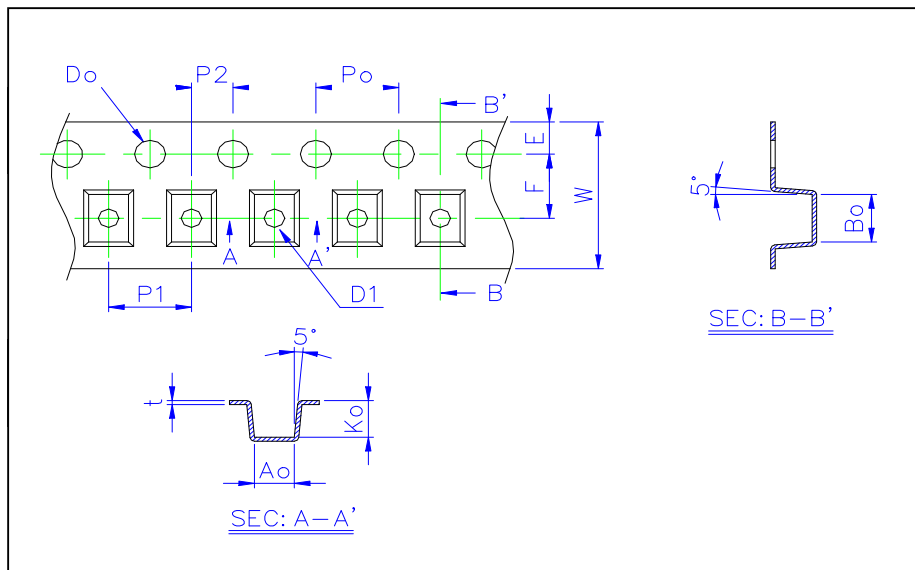 Do
P2
Po
B'
E
F
W
A
A'
P1
D1
B
5°
Bo
SEC: B-B'
5°
t
Ko
Ao
SEC: A-A'